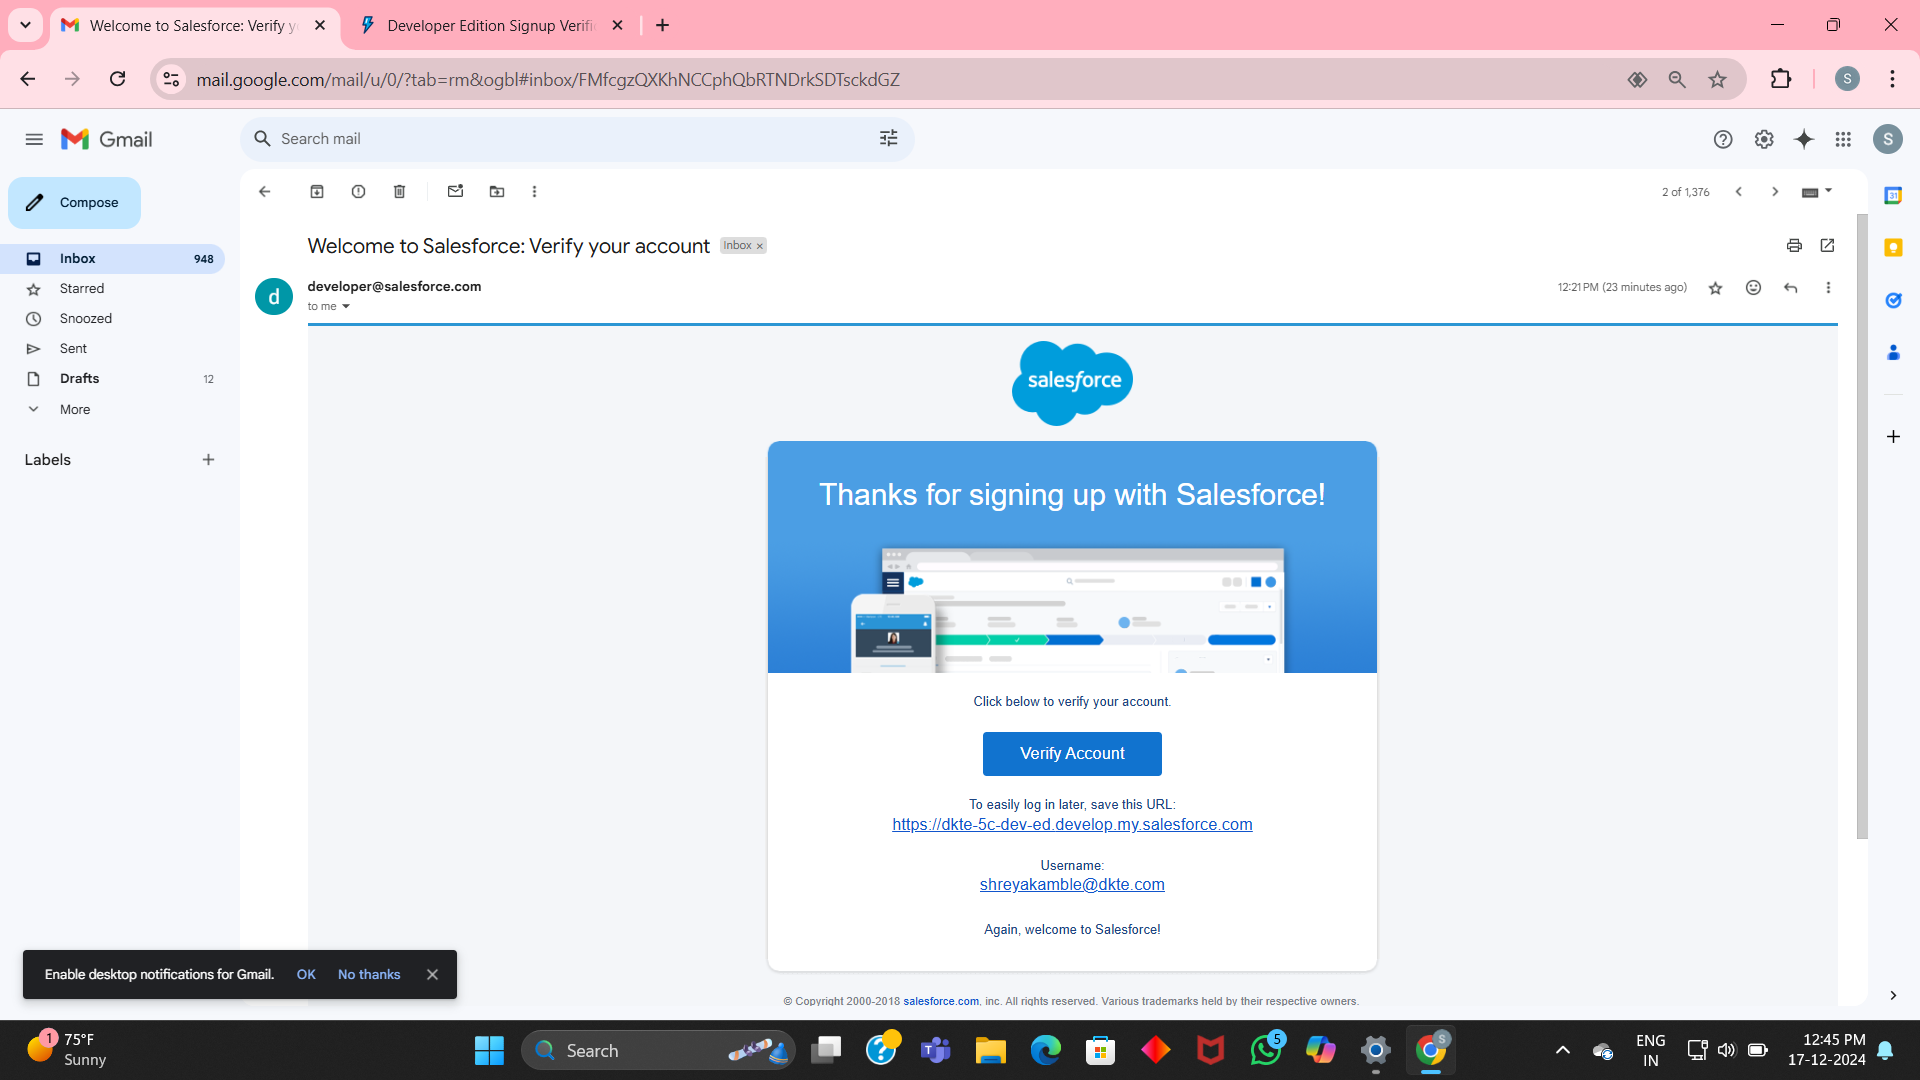 Welcome to Salesforce: Verify y
Developer Edition Signup Verifi
mail.google.com/mail/u/0/?tab=rm&ogbl#inbox/FMfcgzQXKhNCCphQbRTNDrkSDTsckdGZ
S
Gmail
Search mail
S
Compose
2 of 1,376
31
Welcome to Salesforce: Verify your account
Inbox x
Inbox 948
Starred
Snoozed
Sent
Drafts 12
More
Labels
d
developer@salesforce.com
12:21 PM (23 minutes ago)
to me
salesforce
Thanks for signing up with Salesforce!
Click below to verify your account.
Verify Account
To easily log in later, save this URL:
https://dkte-5c-dev-ed.develop.my.salesforce.com
Username:
shreyakamble@dkte.com
Again, welcome to Salesforce!
© Copyright 2000-2018 salesforce.com, inc. All rights reserved. Various trademarks held by their respective owners.
Enable desktop notifications for Gmail. OK No thanks
1
75°F
Sunny
Search
T
5
S
ENG
IN
12:45 PM
17-12-2024